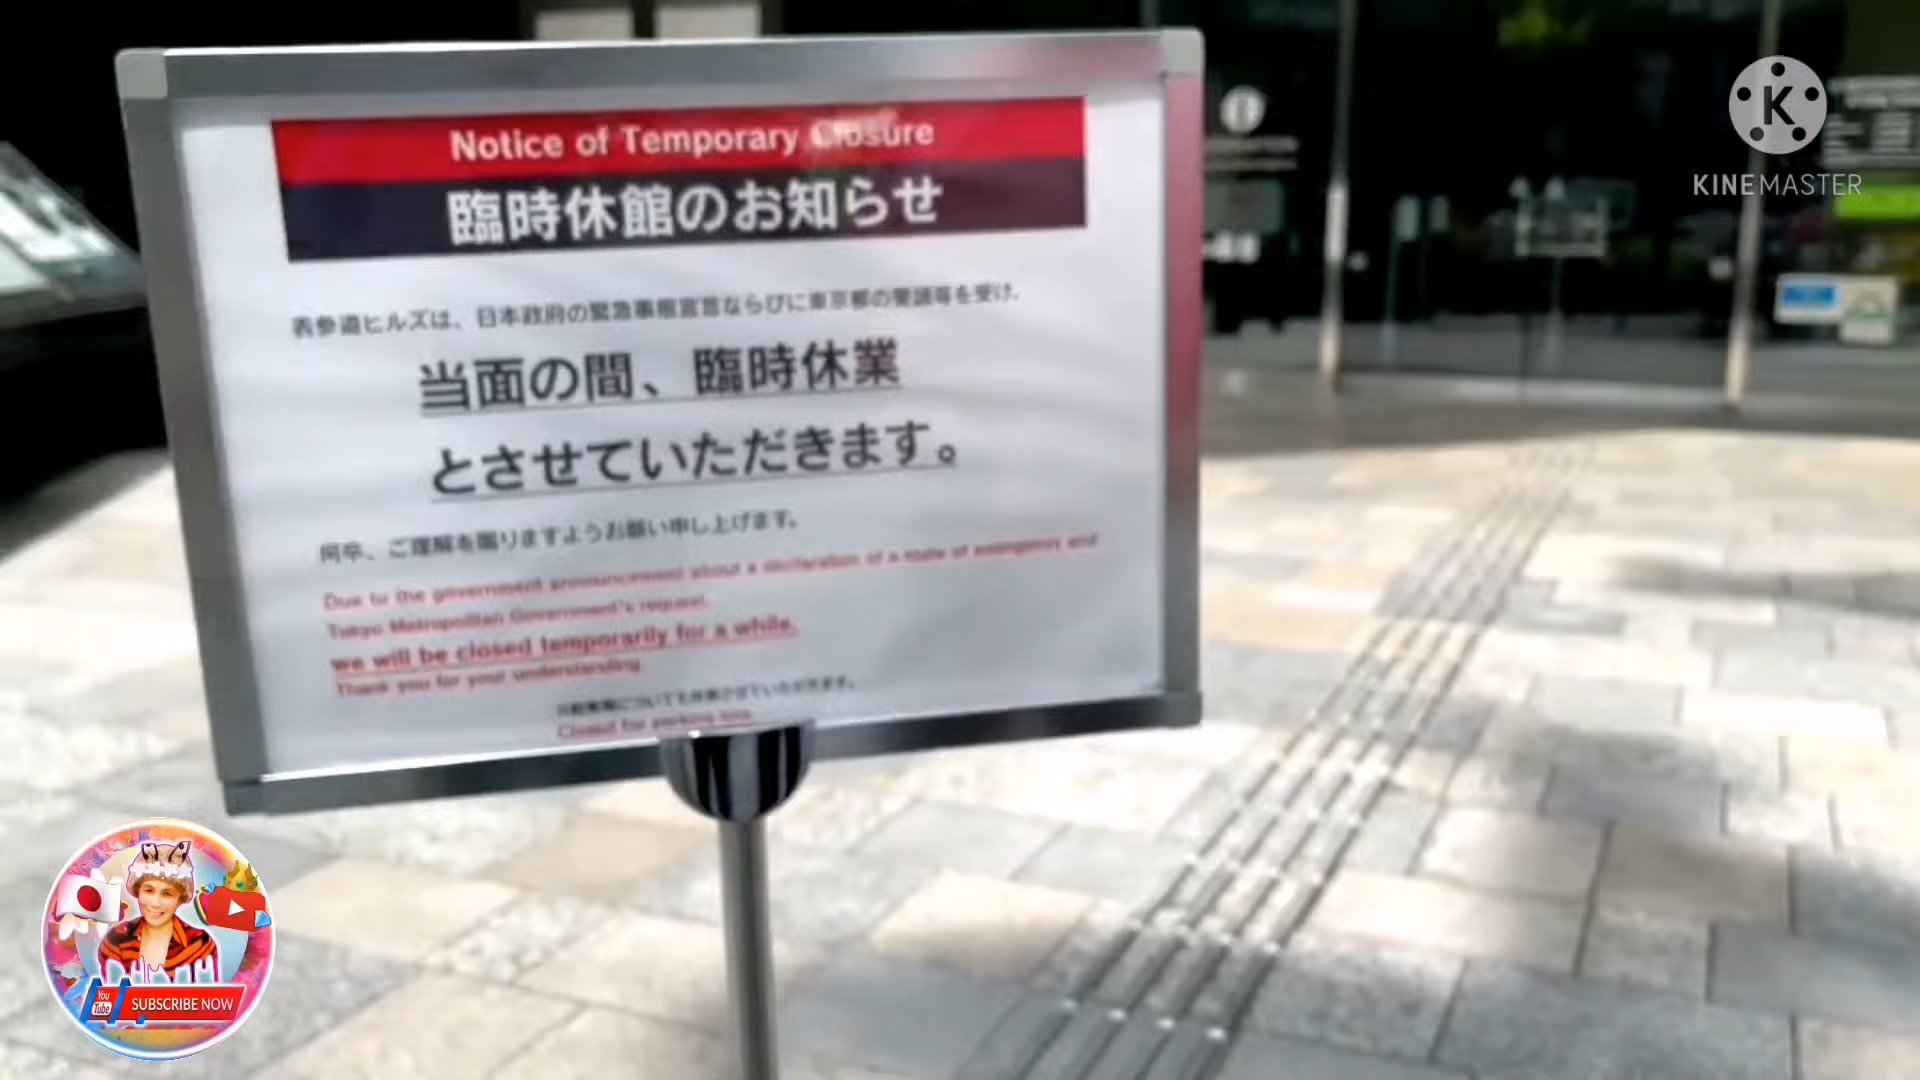 Notice of Temporary Closure
臨時休館のお知らせ
表参道ヒルズは、日本政府の緊急事態宣言ならびに東京都の要請等を受け、
当面の間、臨時休業
とさせていただきます。
何卒、ご理解を賜りますようお願い申し上げます。
Due to the government announcement about a declaration of a state of emergency and
Tokyo Metropolitan Government's request,
we will be closed temporarily for a while.
Thank you for your understanding
Closed for parking
KINEMASTER
You
Tube
SUBSCRIBE NOW